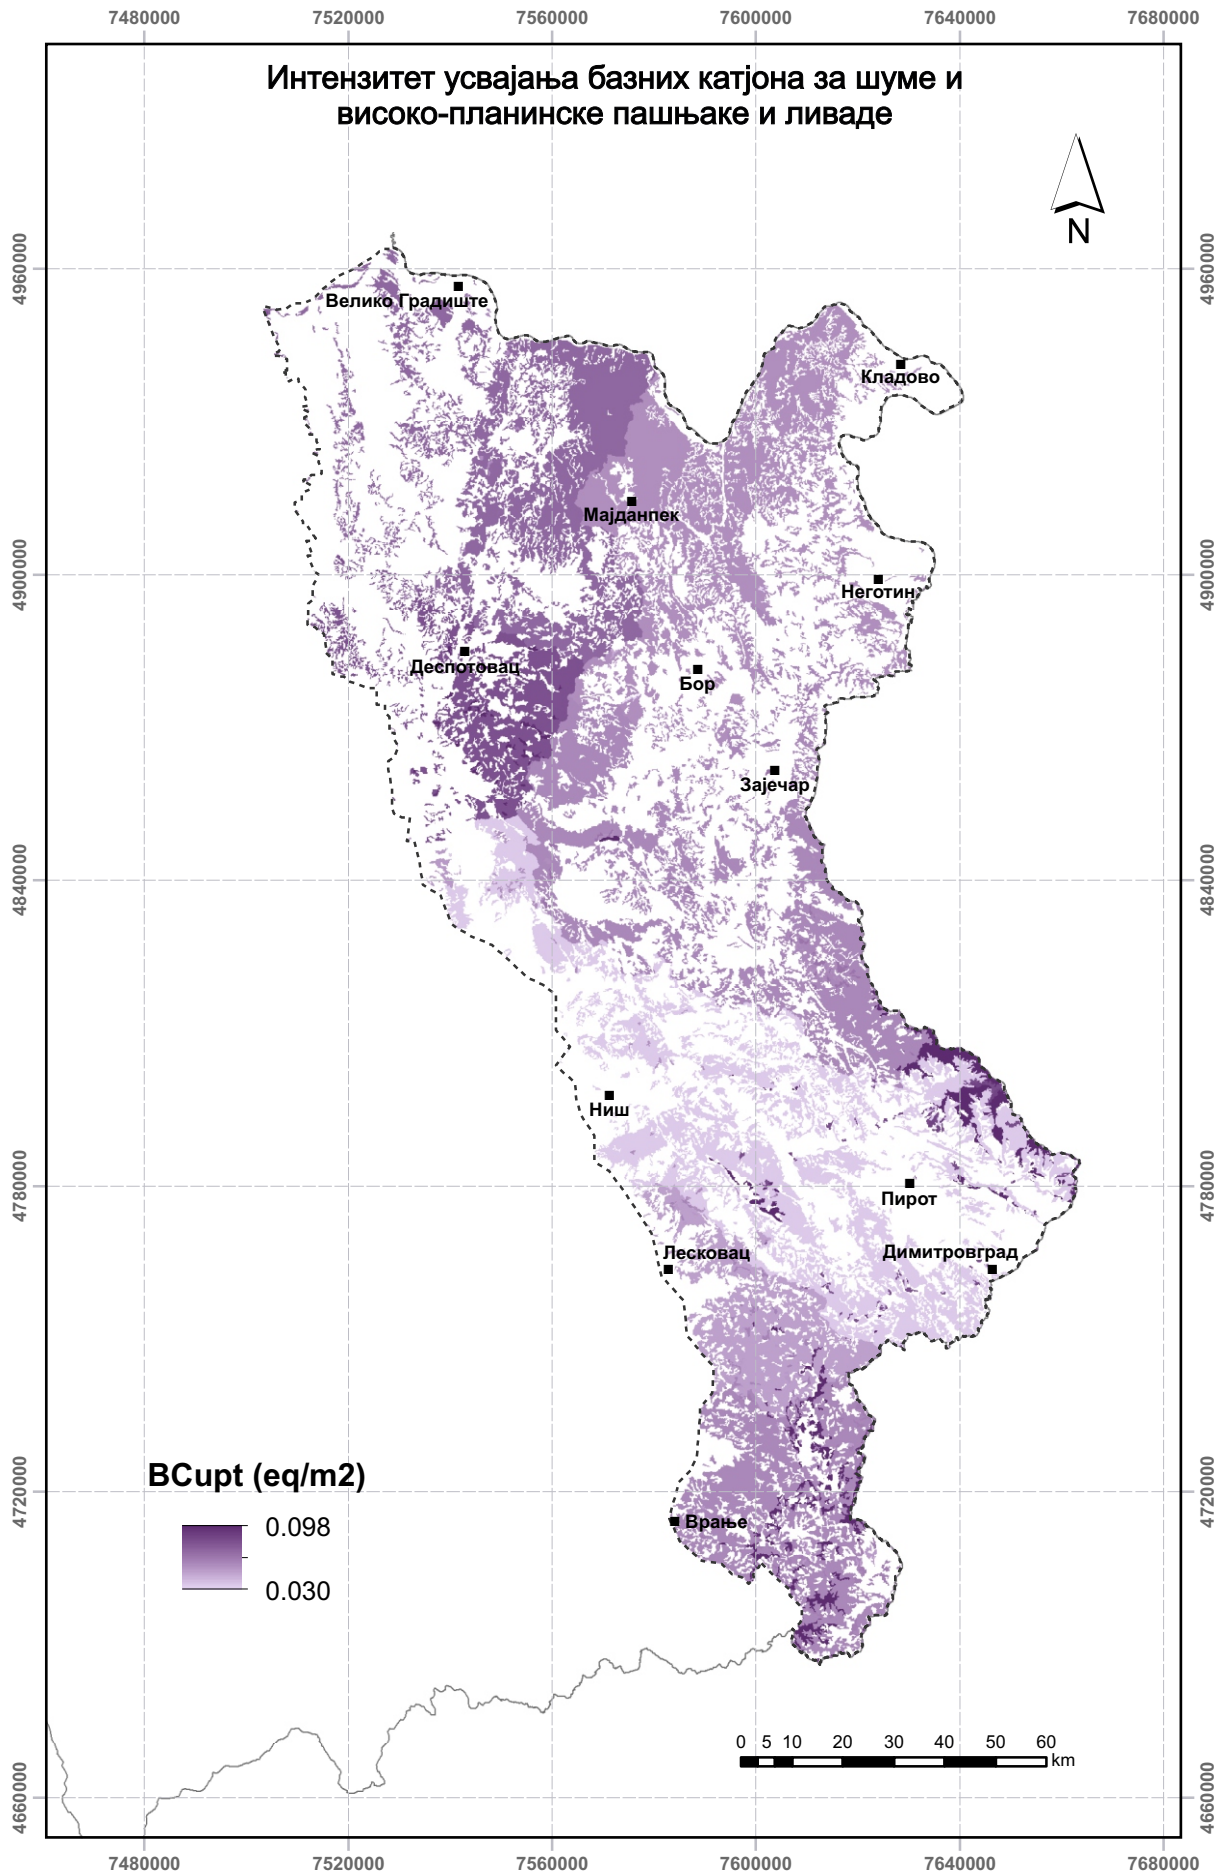 7480000 7520000 7560000 7600000 7640000 7680000
Интензитет усвајања базних катјона за шуме и
високо-планинске пашњаке и ливаде
N
4960000 4960000
Велико Градиште
Кладово
Мајданпек
4900000 4900000
Неготин
Деспотовац
Бор
Зајечар
4840000 4840000
Ниш
4780000 4780000
Пирот
Лесковац
Димитровград
BCupt (eq/m2)
4720000 4720000
0.098
Врање
0.030
0 5 10 20 30 40 50 60
km
4660000 4660000
7480000 7520000 7560000 7600000 7640000 7680000